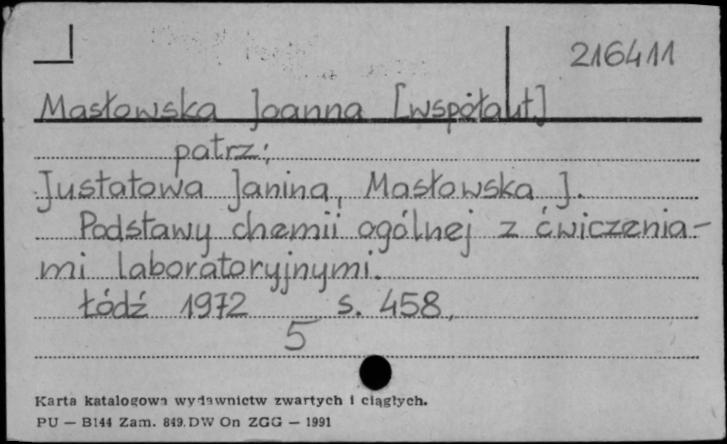 216411
Masłowska Joanna [współaut.]
patrz:
Justatowa Janina, Masłowska J.
Podstawy chemii ogólnej z ćwiczenia-
mi laboratoryjnymi.
Łódź 1972 s. 458,
5
Karta katalogowa wydawnictw zwartych i ciągłych.
PU — B144 Zam. 849. DW On ZGG — 1991